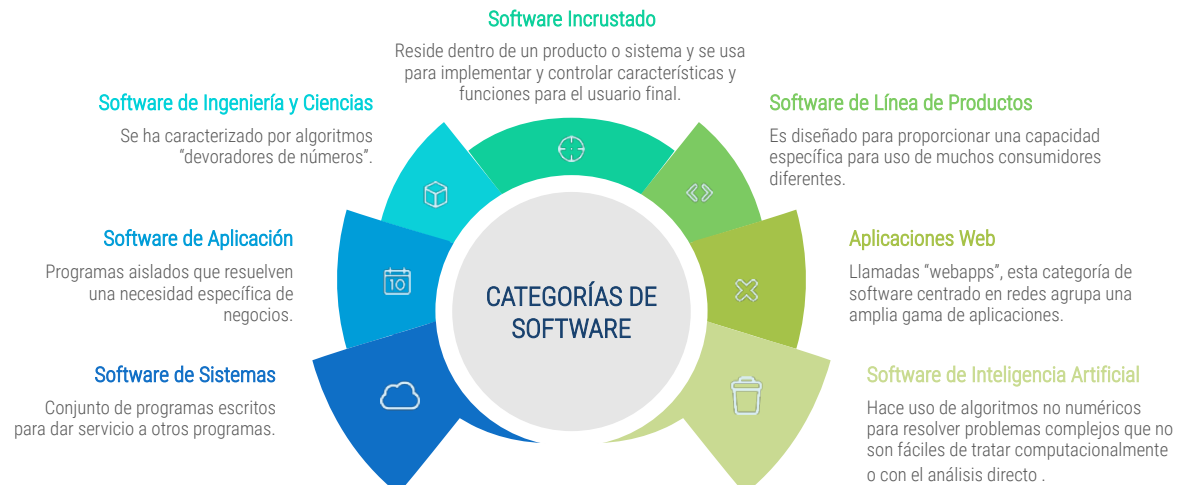 Software Incrustado
Reside dentro de un producto o sistema y se usa
para implementar y controlar características y
funciones para el usuario final.
Software de Ingeniería y Ciencias
Se ha caracterizado por algoritmos
“devoradores de números”.
Software de Línea de Productos
Es diseñado para proporcionar una capacidad
específica para uso de muchos consumidores
diferentes.
Software de Aplicación
Programas aislados que resuelven
una necesidad específica de
negocios.
10
Aplicaciones Web
Llamadas “webapps”, esta categoría de
software centrado en redes agrupa una
amplia gama de aplicaciones.
CATEGORÍAS DE
SOFTWARE
Software de Sistemas
Conjunto de programas escritos
para dar servicio a otros programas.
Software de Inteligencia Artificial
Hace uso de algoritmos no numéricos
para resolver problemas complejos que no
son fáciles de tratar computacionalmente
o con el análisis directo .